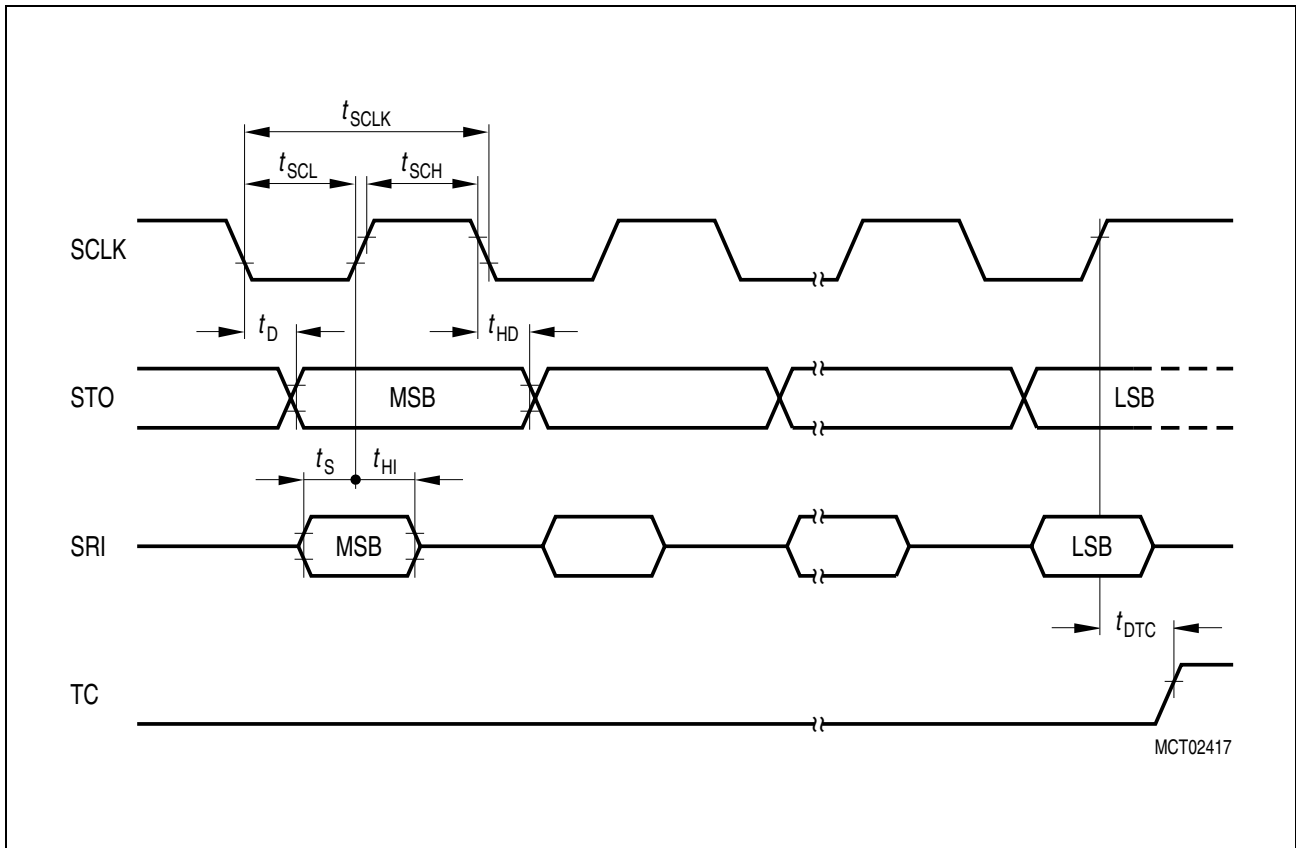 tSCLK
tSCL
tSCH
SCLK
tD
tHD
STO
MSB
LSB
tS
tHI
SRI
MSB
LSB
tDTC
TC
MCT02417